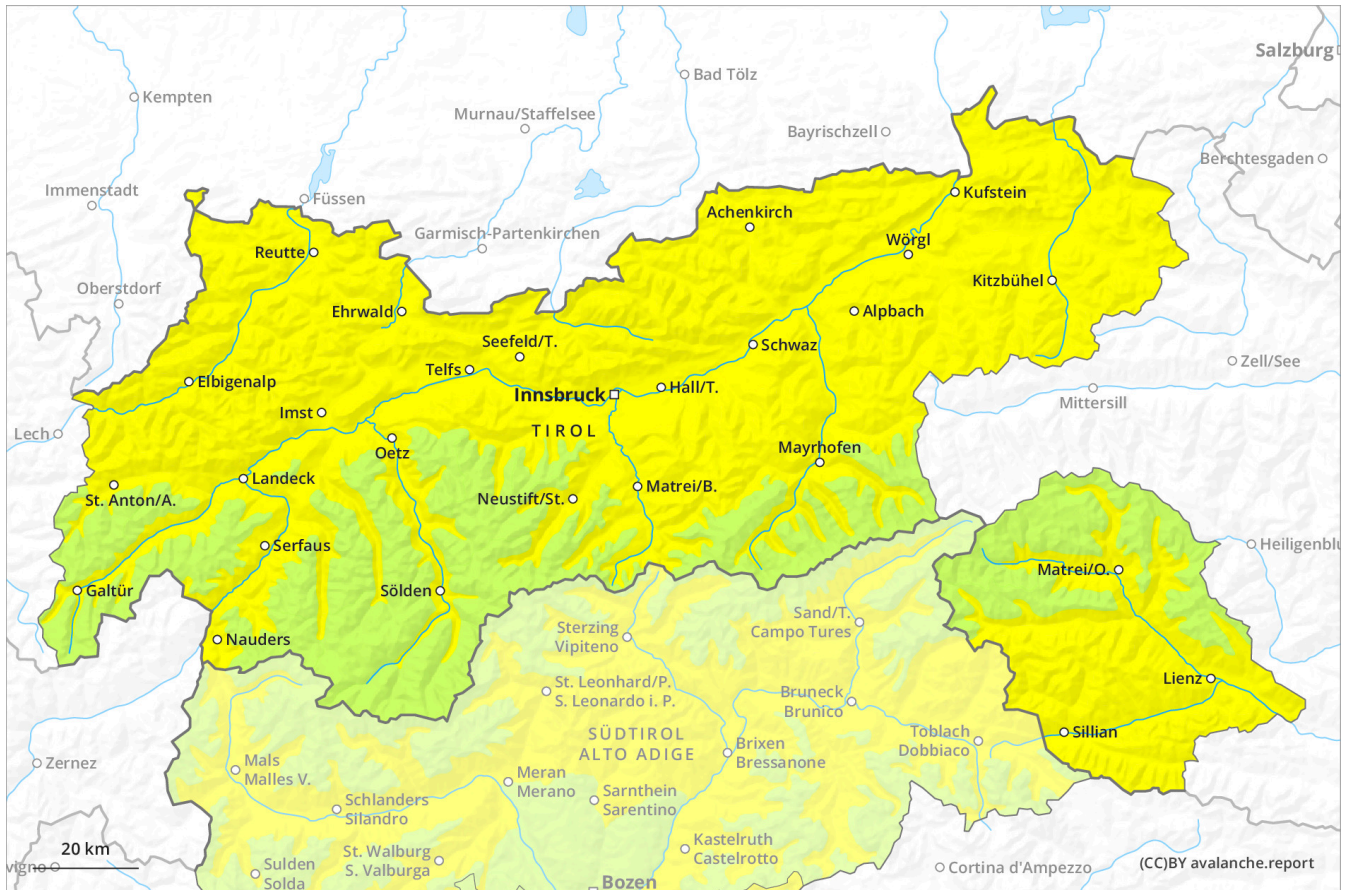 Salzburg
Bad Tölz
Kempten
Murnau/Staffelsee
Bayrischzell
Berchtesgaden
Immenstadt
Füssen
Kufstein
Achenkirch
Garmisch-Partenkirchen
Wörgl
Reutte
Oberstdorf
Kitzbühel
Ehrwald
Alpbach
Seefeld/T.
Schwaz
Zell/See
Telfs
Elbigenalp
Hall/T.
Innsbruck
Mittersill
Imst
Lech
TIROL
Oetz
Mayrhofen
Landeck
St. Anton/A.
Neustift/St.
Matrei/B.
Serfaus
Heiligenblu
Matrei/O.
Galtür
Sölden
Sand/T.
Campo Tures
Nauders
Sterzing
Vipiteno
Lienz
St. Leonhard/P.
S. Leonardo i. P.
Bruneck
Brunico
Sillian
SÜDTIROL
ALTO ADIGE
Toblach
Dobbiaco
Brixen
Bressanone
Zernez
Mals
Malles V.
Meran
Merano
Schlanders
Silandro
Sarnthein
Sarentino
20 km
Kastelruth
Castelrotto
St. Walburg
S. Valburga
vigno
Sulden
Solda
Cortina d'Ampezzo
(CC)BY avalanche.report
Bozen